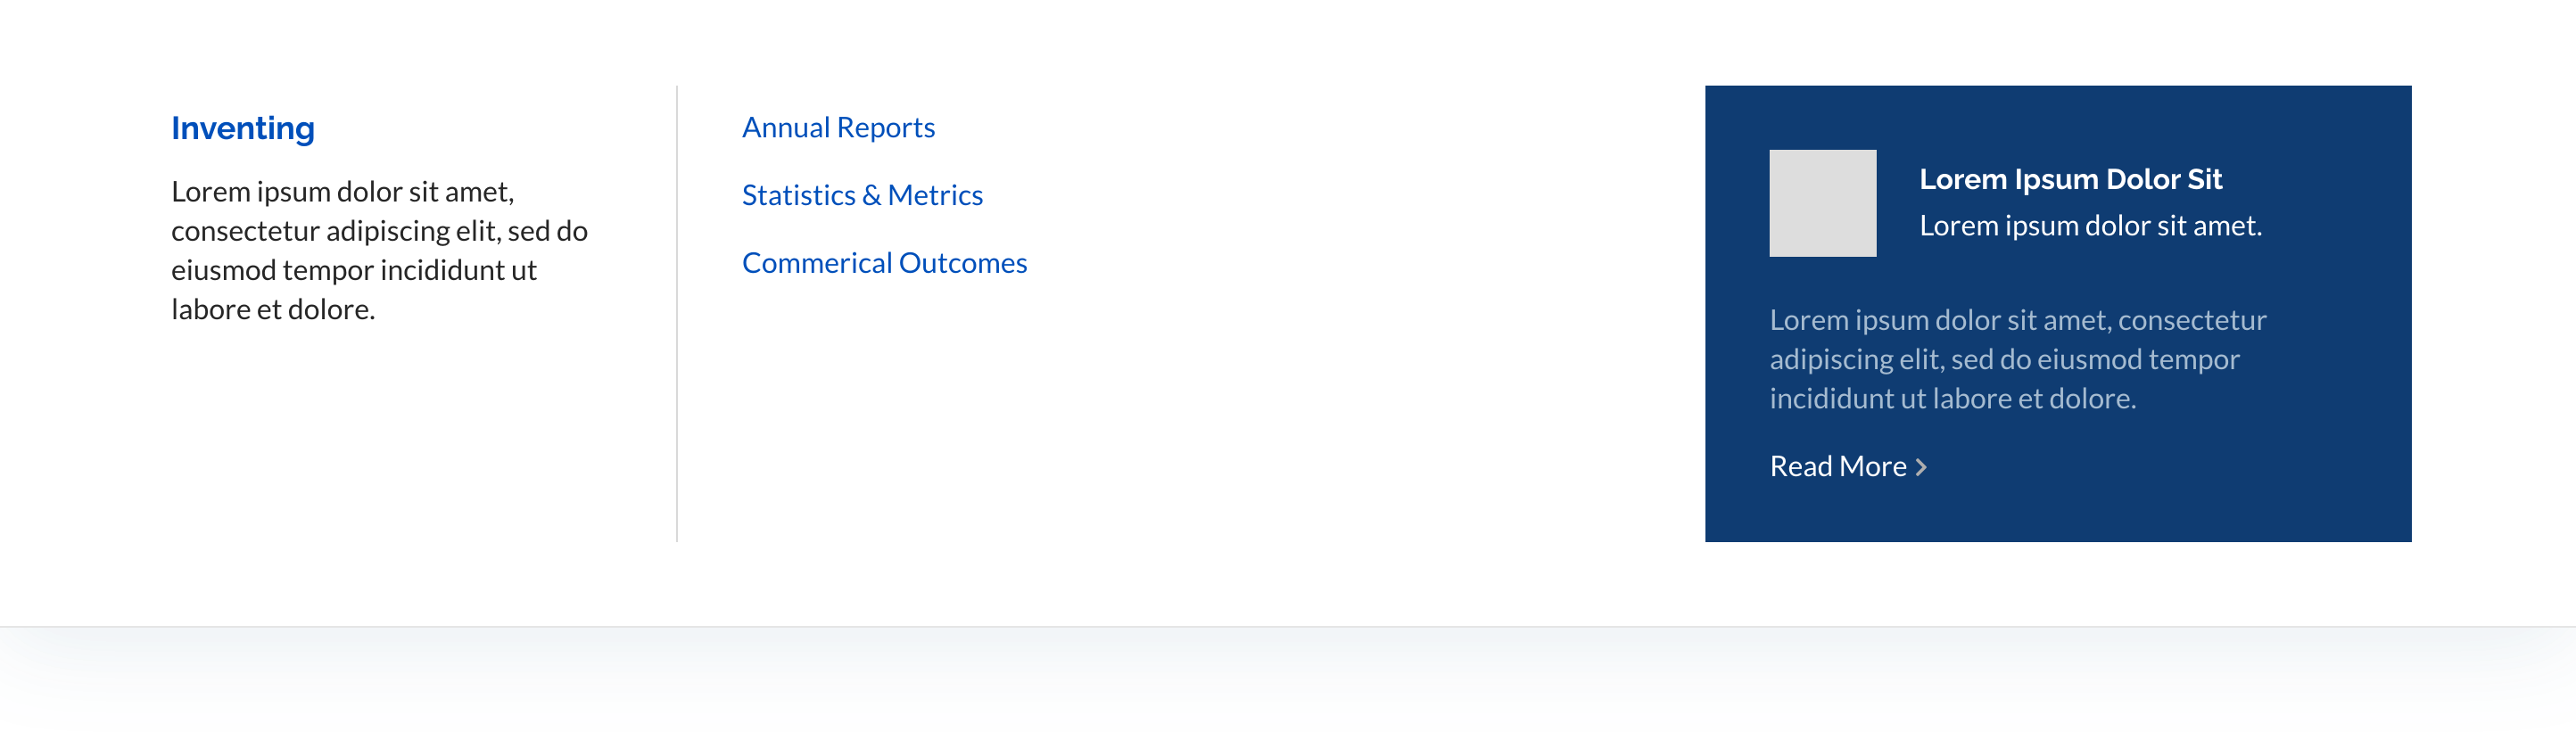 Inventing
Lorem ipsum dolor sit amet,
consectetur adipiscing elit, sed do
eiusmod tempor incididunt ut
labore et dolore.
Annual Reports
Statistics & Metrics
Commerical Outcomes
Lorem Ipsum Dolor Sit
Lorem ipsum dolor sit amet.
Lorem ipsum dolor sit amet, consectetur
adipiscing elit, sed do eiusmod tempor
incididunt ut labore et dolore.
Read More